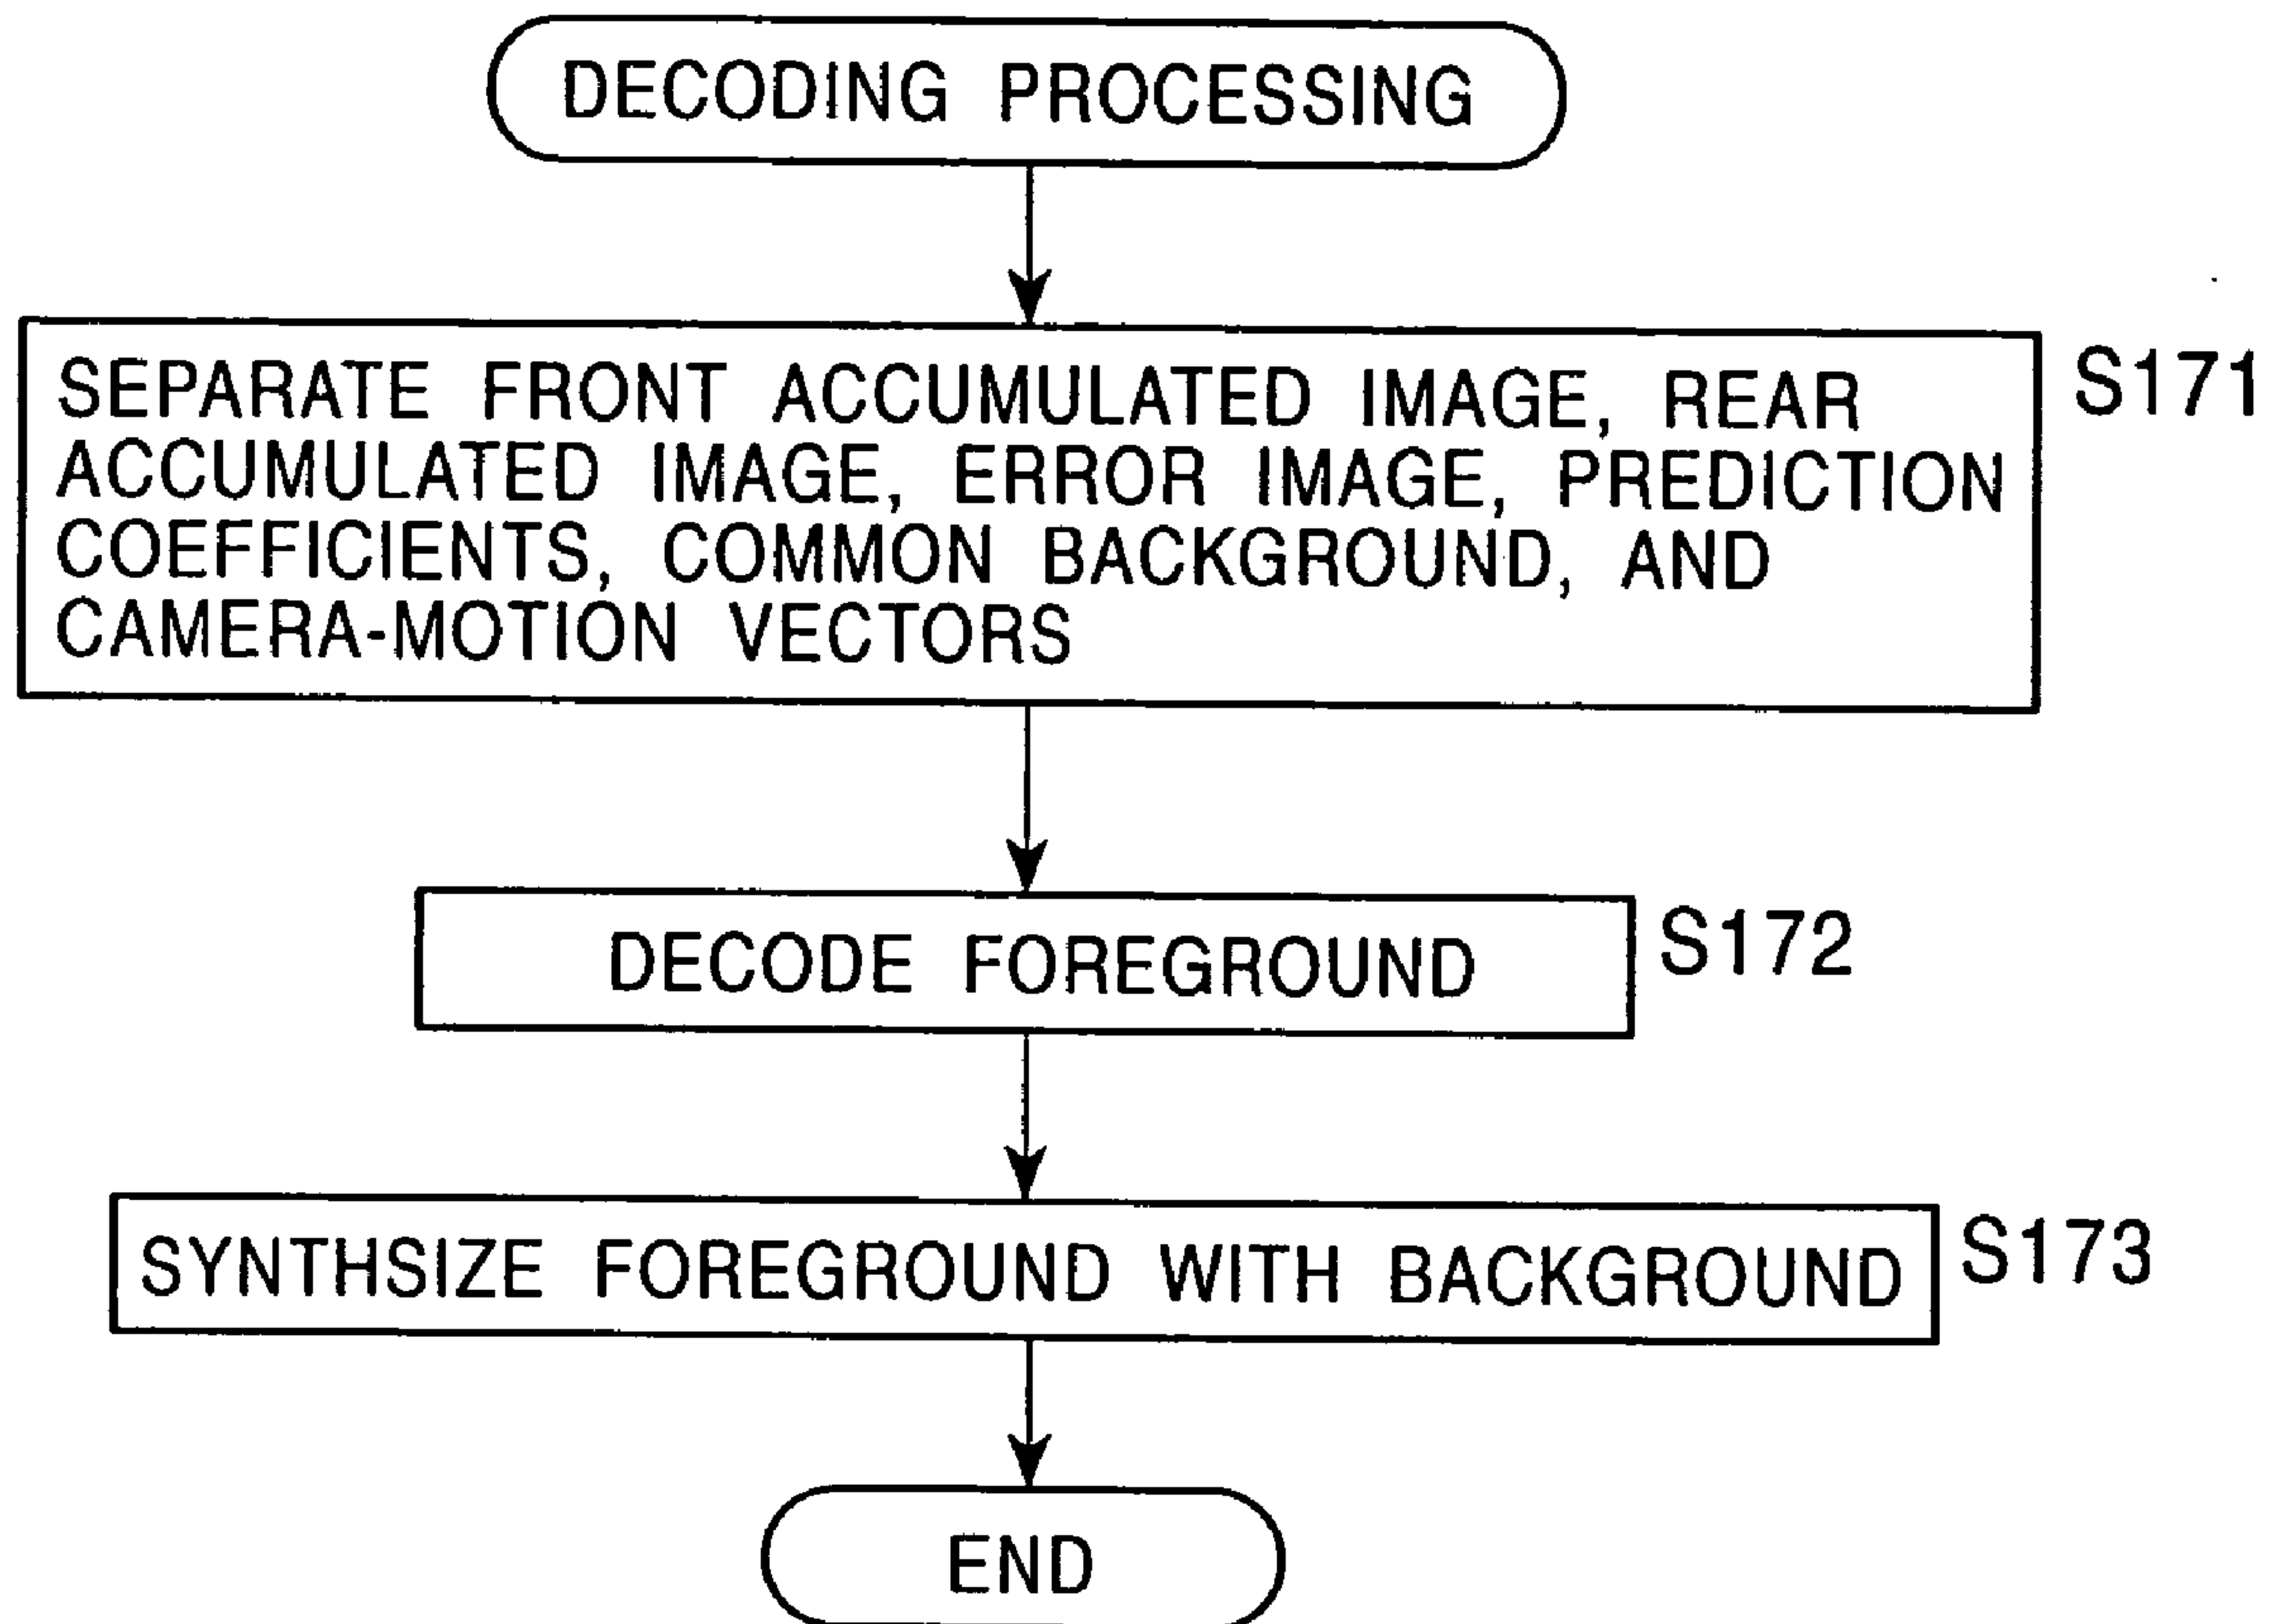 DECODING PROCESSING
SEPARATE FRONT ACCUMULATED IMAGE, REAR
ACCUMULATED IMAGE, ERROR IMAGE, PREDICTION
COEFFICIENTS, COMMON BACKGROUND, AND
CAMERA-MOTION VECTORS
S171
DECODE FOREGROUND
S172
SYNTHSIZE FOREGROUND WITH BACKGROUND
S173
END